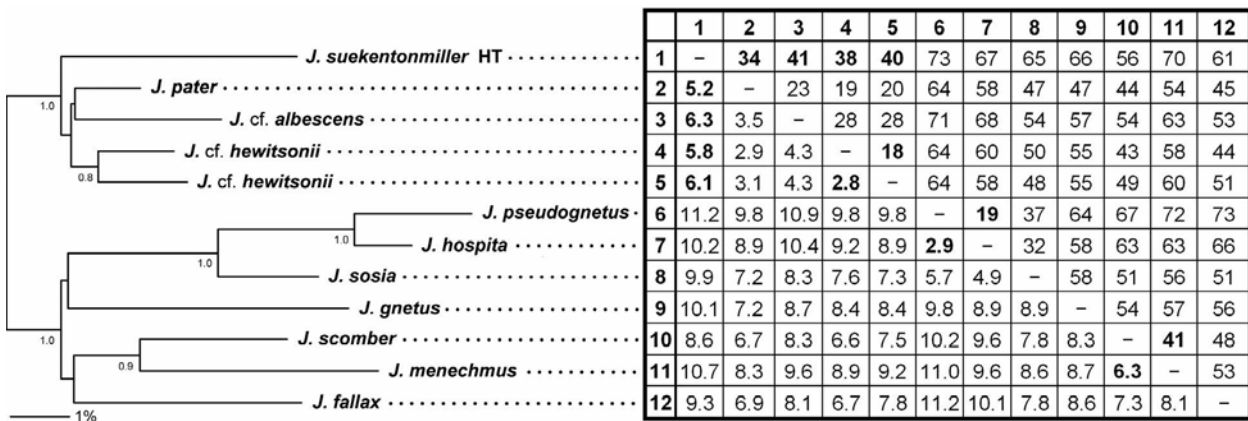 1 2 3 4 5 6 7 8 9 10 11 12
J. suekentonmiller HT 1 – 34 41 38 40 73 67 65 66 56 70 61
1.0
J. pater 2 5.2 – 23 19 20 64 58 47 47 44 54 45
J. cf. albescens 3 6.3 3.5 – 28 28 71 68 54 57 54 63 53
J. cf. hewitsonii 4 5.8 2.9 4.3 – 18 64 60 50 55 43 58 44
0.8
J. cf. hewitsonii 5 6.1 3.1 4.3 2.8 – 64 58 48 55 49 60 51
J. pseudognetus 6 11.2 9.8 10.9 9.8 9.8 – 19 37 64 67 72 73
1.0
J. hospita 7 10.2 8.9 10.4 9.2 8.9 2.9 – 32 58 63 63 66
1.0
J. sosia 8 9.9 7.2 8.3 7.6 7.3 5.7 4.9 – 58 51 56 51
J. gnetus 9 10.1 7.2 8.7 8.4 8.4 9.8 8.9 8.9 – 54 57 56
1.0
J. scomber 10 8.6 6.7 8.3 6.6 7.5 10.2 9.6 7.8 8.3 – 41 48
0.9
J. menechmus 11 10.7 8.3 9.6 8.9 9.2 11.0 9.6 8.6 8.7 6.3 – 53
J. fallax 12 9.3 6.9 8.1 6.7 7.8 11.2 10.1 7.8 8.6 7.3 8.1 –
1%